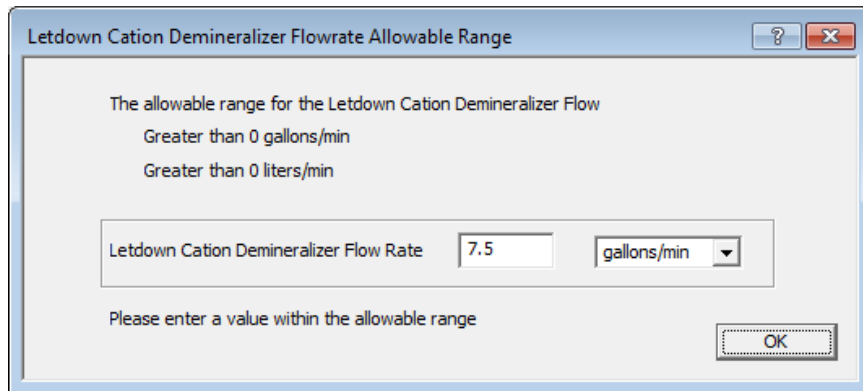 Letdown Cation Demineralizer Flowrate Allowable Range
The allowable range for the Letdown Cation Demineralizer Flow
Greater than 0 gallons/min
Greater than 0 liters/min
Letdown Cation Demineralizer Flow Rate 7.5 gallons/min
Please enter a value within the allowable range
OK